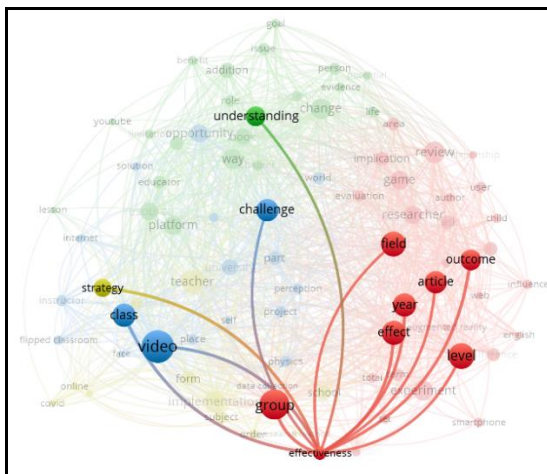 goal
issue
benefit
person
addition
evidence
role
life
change
youtube
understanding
area
opportunity
way
solution
world
implication
review
educator
game
user
evaluation
author
lesson
challenge
researcher
child
platform
internet
field
outcome
part
teacher
perception
article
strategy
web
influence
instructor
class
project
year
self
effect
augmented reality
english
flipped classroom
video
place
face
physics
level
form
data collection
school
experiment
online
group
implementation
covid
subject
smartphone
order
effectiveness